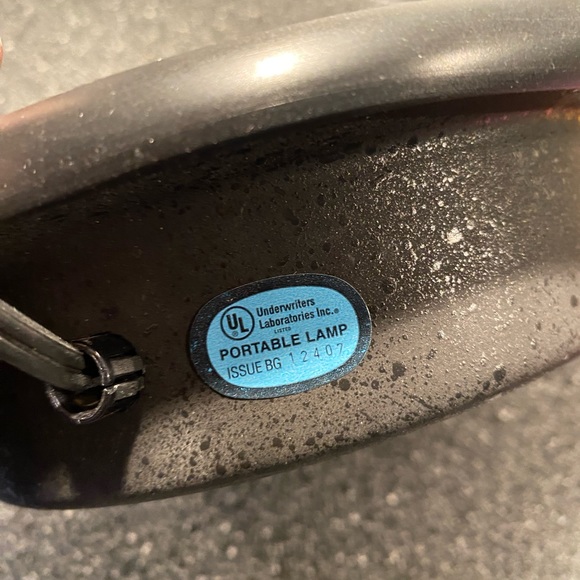 UL
®
Underwriters
Laboratories Inc.®
LISTED
PORTABLE LAMP
ISSUE BG 12407